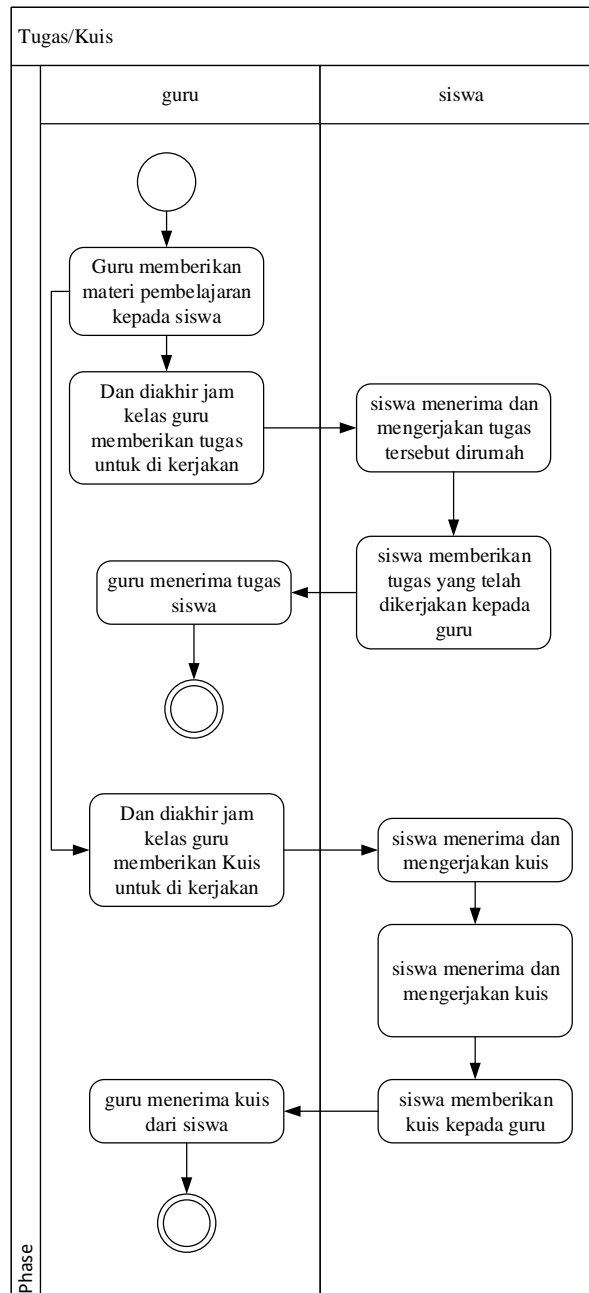 Tugas/Kuis
guru
siswa
Guru memberikan
materi pembelajaran
kepada siswa
Dan diakhir jam
kelas guru
memberikan tugas
untuk di kerjakan
siswa menerima dan
mengerjakan tugas
tersebut dirumah
siswa memberikan
tugas yang telah
dikerjakan kepada
guru
guru menerima tugas
siswa
Dan diakhir jam
kelas guru
memberikan Kuis
untuk di kerjakan
siswa menerima dan
mengerjakan kuis
siswa menerima dan
mengerjakan kuis
siswa memberikan
kuis kepada guru
guru menerima kuis
dari siswa
Phase